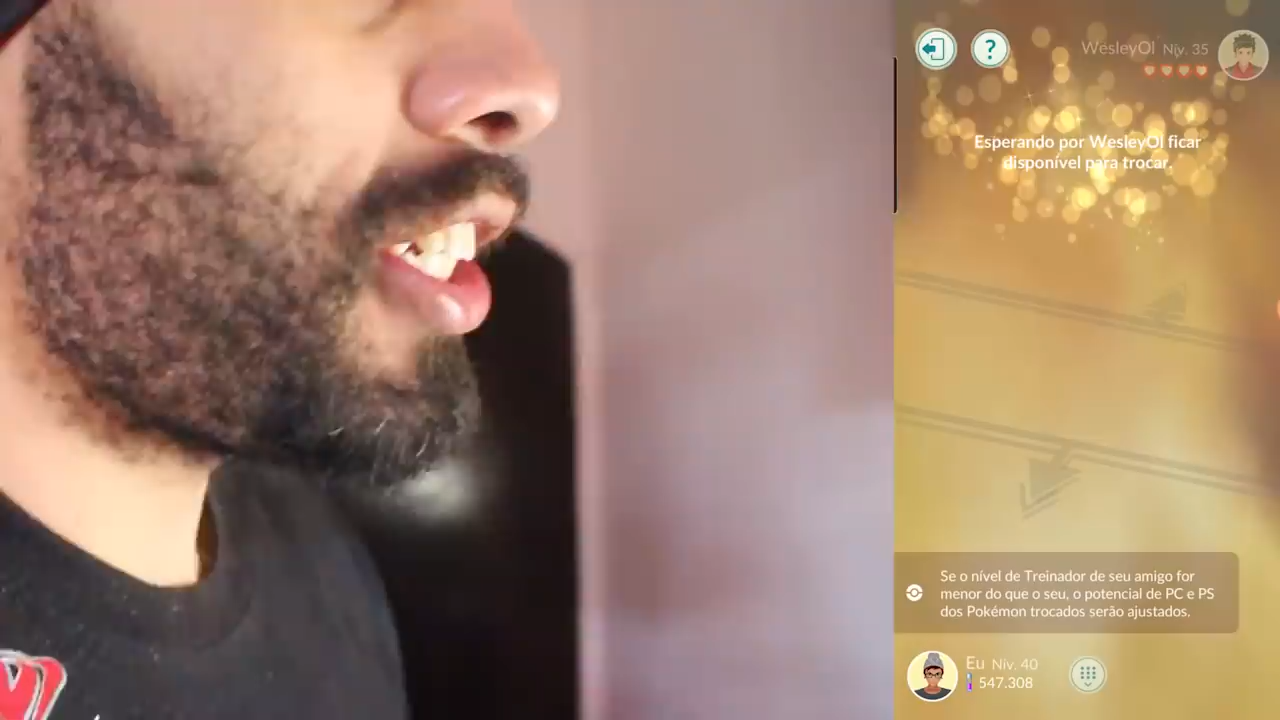 WesleyOl Niv. 35
Esperando por WesleyOl ficar
disponível para trocar.
Se o nível de Treinador de seu amigo for
menor do que o seu, o potencial de PC e PS
dos Pokémon trocados serão ajustados.
Eu Niv. 40
547.308